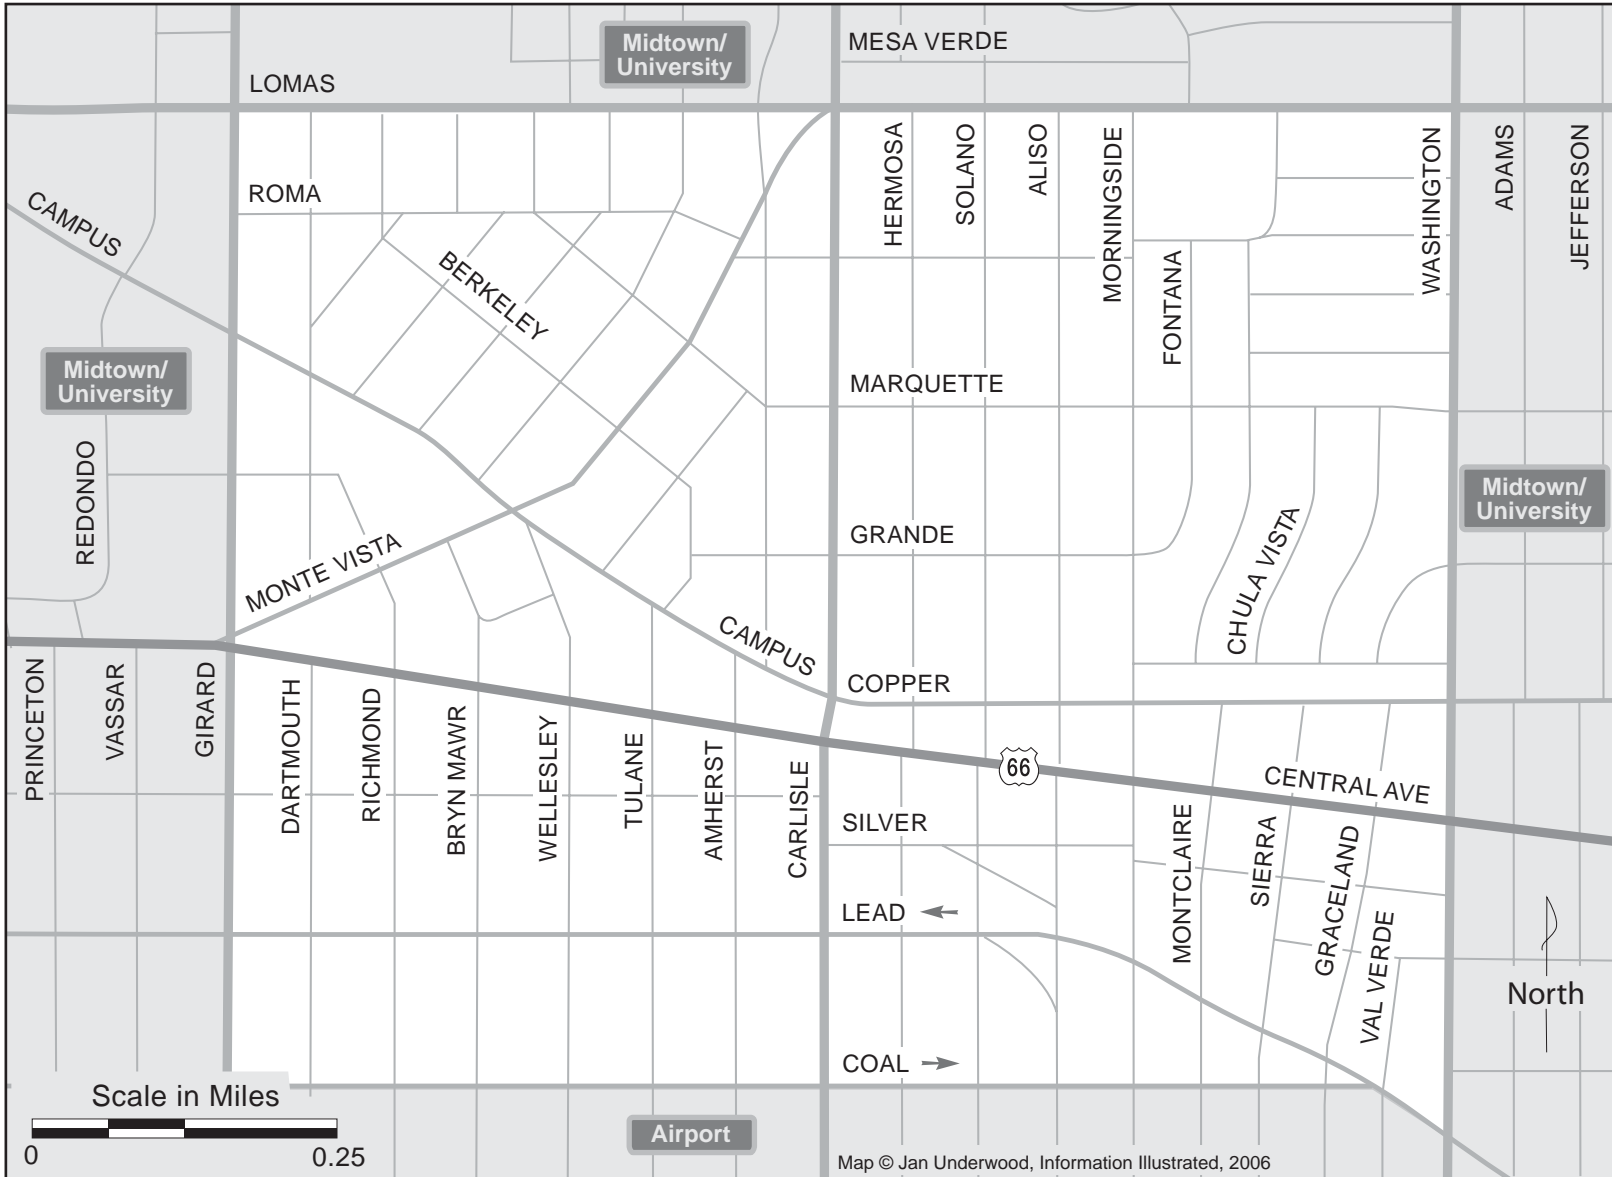 Midtown/
University
MESA VERDE
LOMAS
HERMOSA
SOLANO
ALISO
MORNINGSIDE
WASHINGTON
ADAMS
JEFFERSON
ROMA
CAMPUS
BERKELEY
FONTANA
Midtown/
University
MARQUETTE
REDONDO
Midtown/
University
GRANDE
CHULA VISTA
MONTE VISTA
CAMPUS
COPPER
PRINCETON
VASSAR
GIRARD
DARTMOUTH
RICHMOND
BRYN MAWR
WELLESLEY
TULANE
AMHERST
CARLISLE
66
CENTRAL AVE
SILVER
MONTCLAIRE
SIERRA
GRACELAND
VAL VERDE
LEAD
North
COAL
Scale in Miles
0 0.25
Airport
Map © Jan Underwood, Information Illustrated, 2006